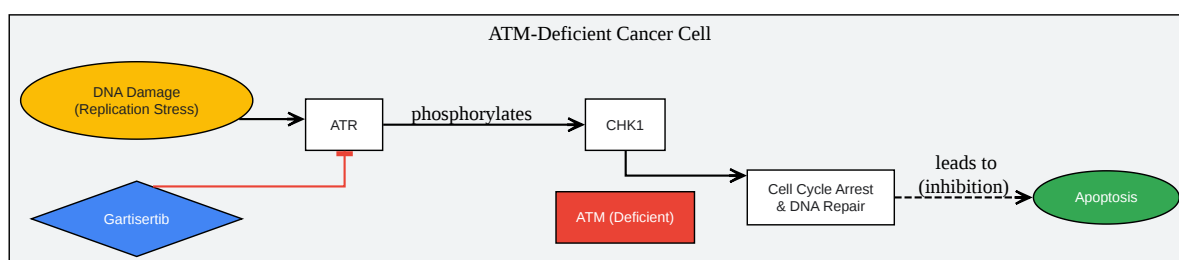 ATM-Deficient Cancer Cell
DNA Damage
(Replication Stress)
ATR
phosphorylates
CHK1
Gartisertib
ATM (Deficient)
Cell Cycle Arrest
& DNA Repair
leads to
(inhibition)
Apoptosis